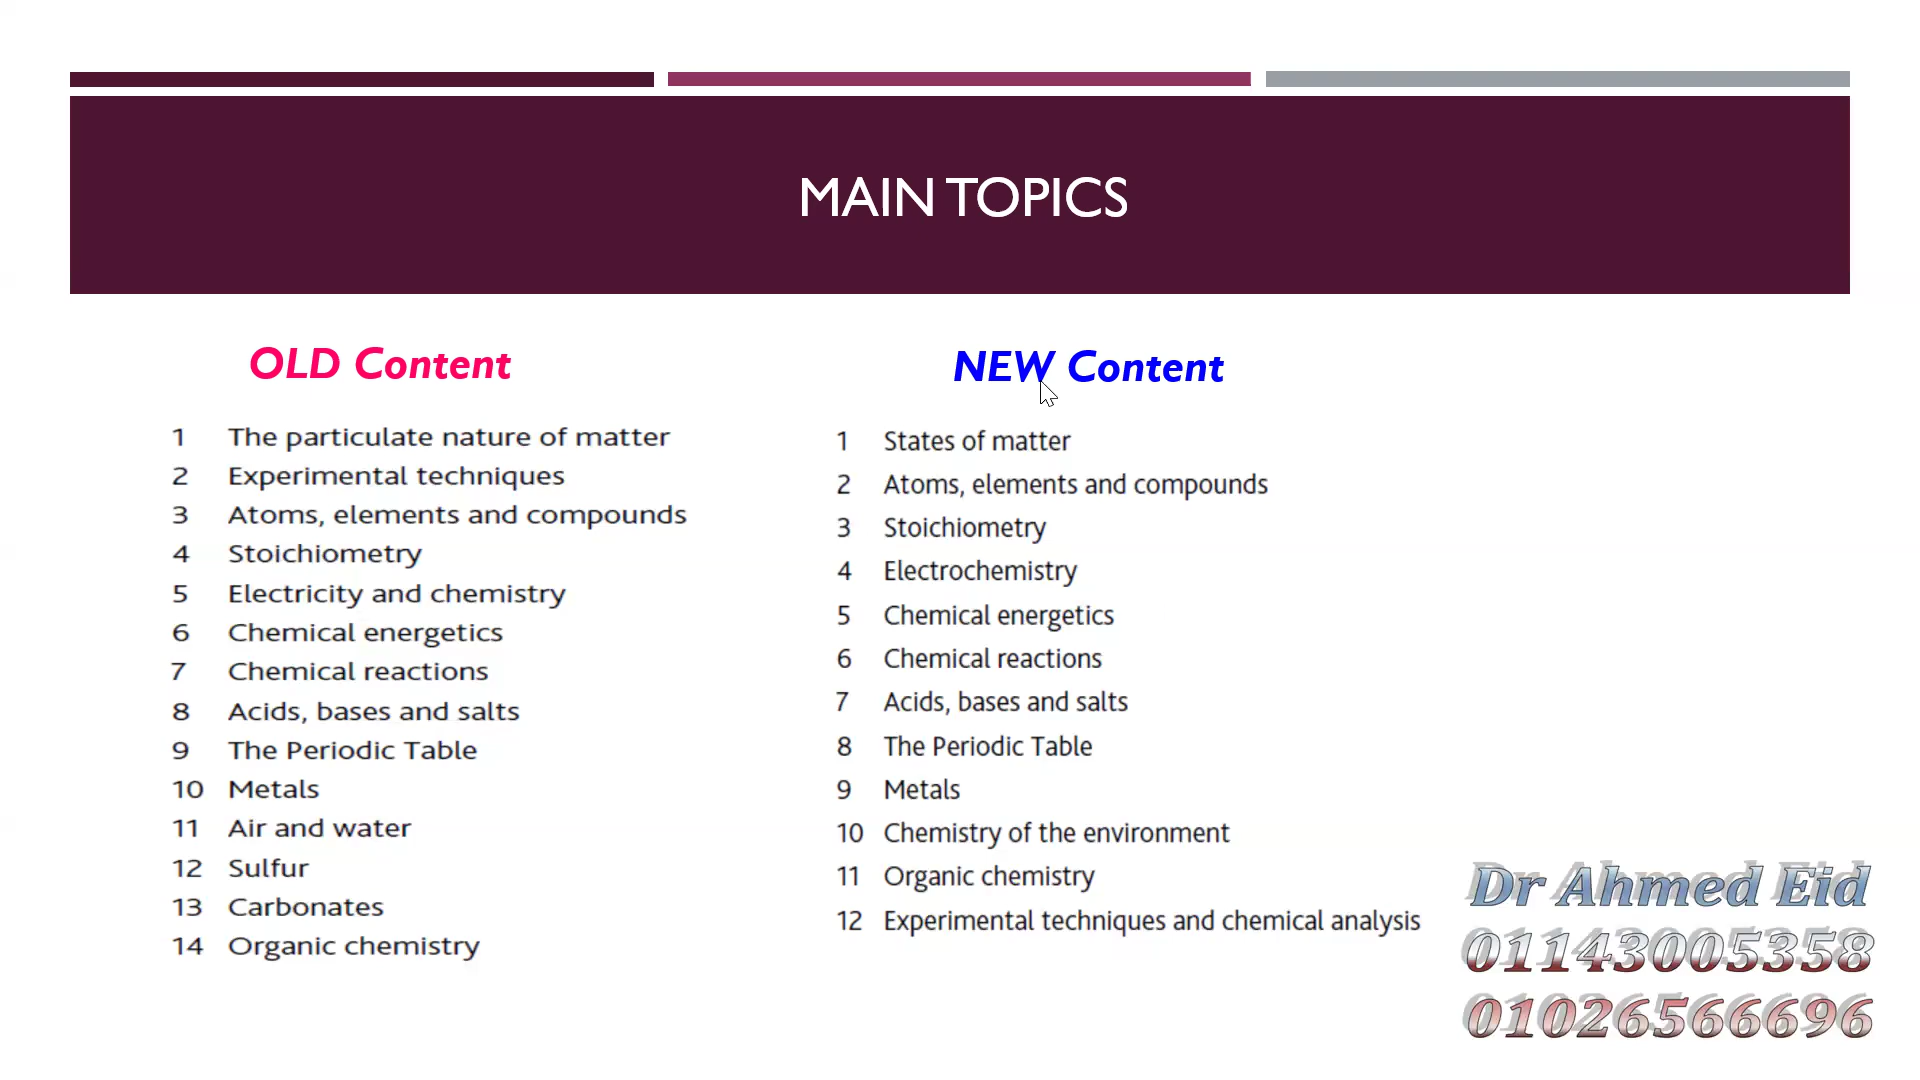 MAIN TOPICS
OLD Content
1 The particulate nature of matter
2 Experimental techniques
3 Atoms, elements and compounds
4 Stoichiometry
5 Electricity and chemistry
6 Chemical energetics
7 Chemical reactions
8 Acids, bases and salts
9 The Periodic Table
10 Metals
11 Air and water
12 Sulfur
13 Carbonates
14 Organic chemistry
NEW Content
1 States of matter
2 Atoms, elements and compounds
3 Stoichiometry
4 Electrochemistry
5 Chemical energetics
6 Chemical reactions
7 Acids, bases and salts
8 The Periodic Table
9 Metals
10 Chemistry of the environment
11 Organic chemistry
12 Experimental techniques and chemical analysis
Dr Ahmed Eid
01143005358
01026566696